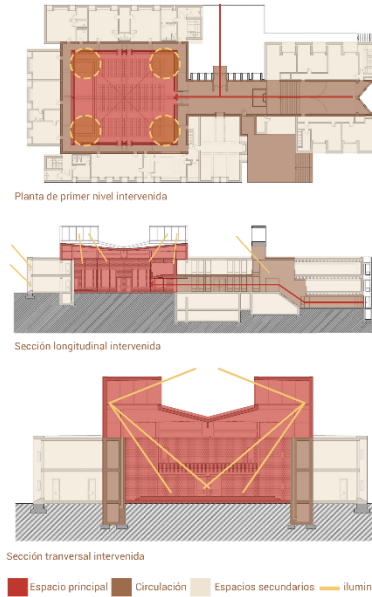 Planta de primer nivel intervenida
Sección longitudinal intervenida
Sección tranversal intervenida
Espacio principal Circulación Espacios secundarios ilumin